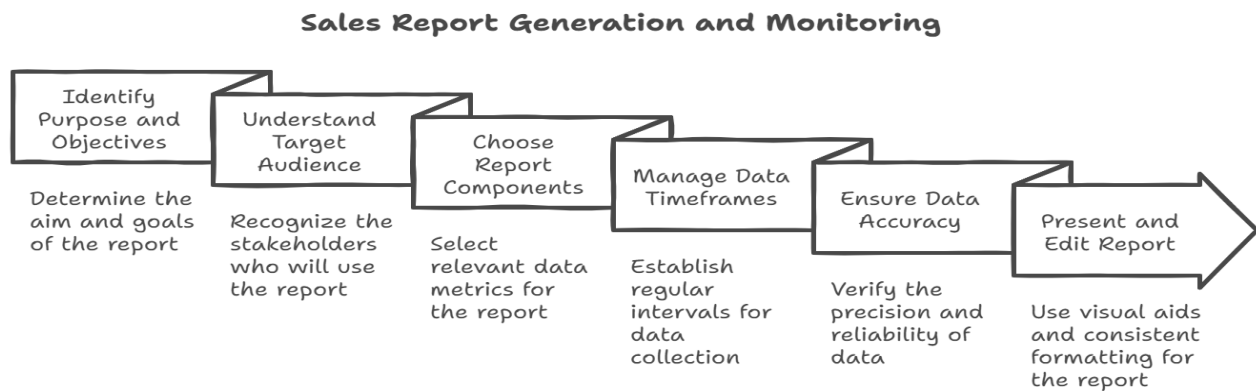 Sales Report Generation and Monitoring
Identify
Purpose and
Objectives
Determine the
aim and goals
of the report
Understand
Target
Audience
Recognize the
stakeholders
who will use
the report
Choose
Report
Components
Select
relevant data
metrics for
the report
Manage Data
Timeframes
Establish
regular
intervals for
data
collection
Ensure Data
Accuracy
Verify the
precision and
reliability of
data
Present and
Edit Report
Use visual aids
and consistent
formatting for
the report